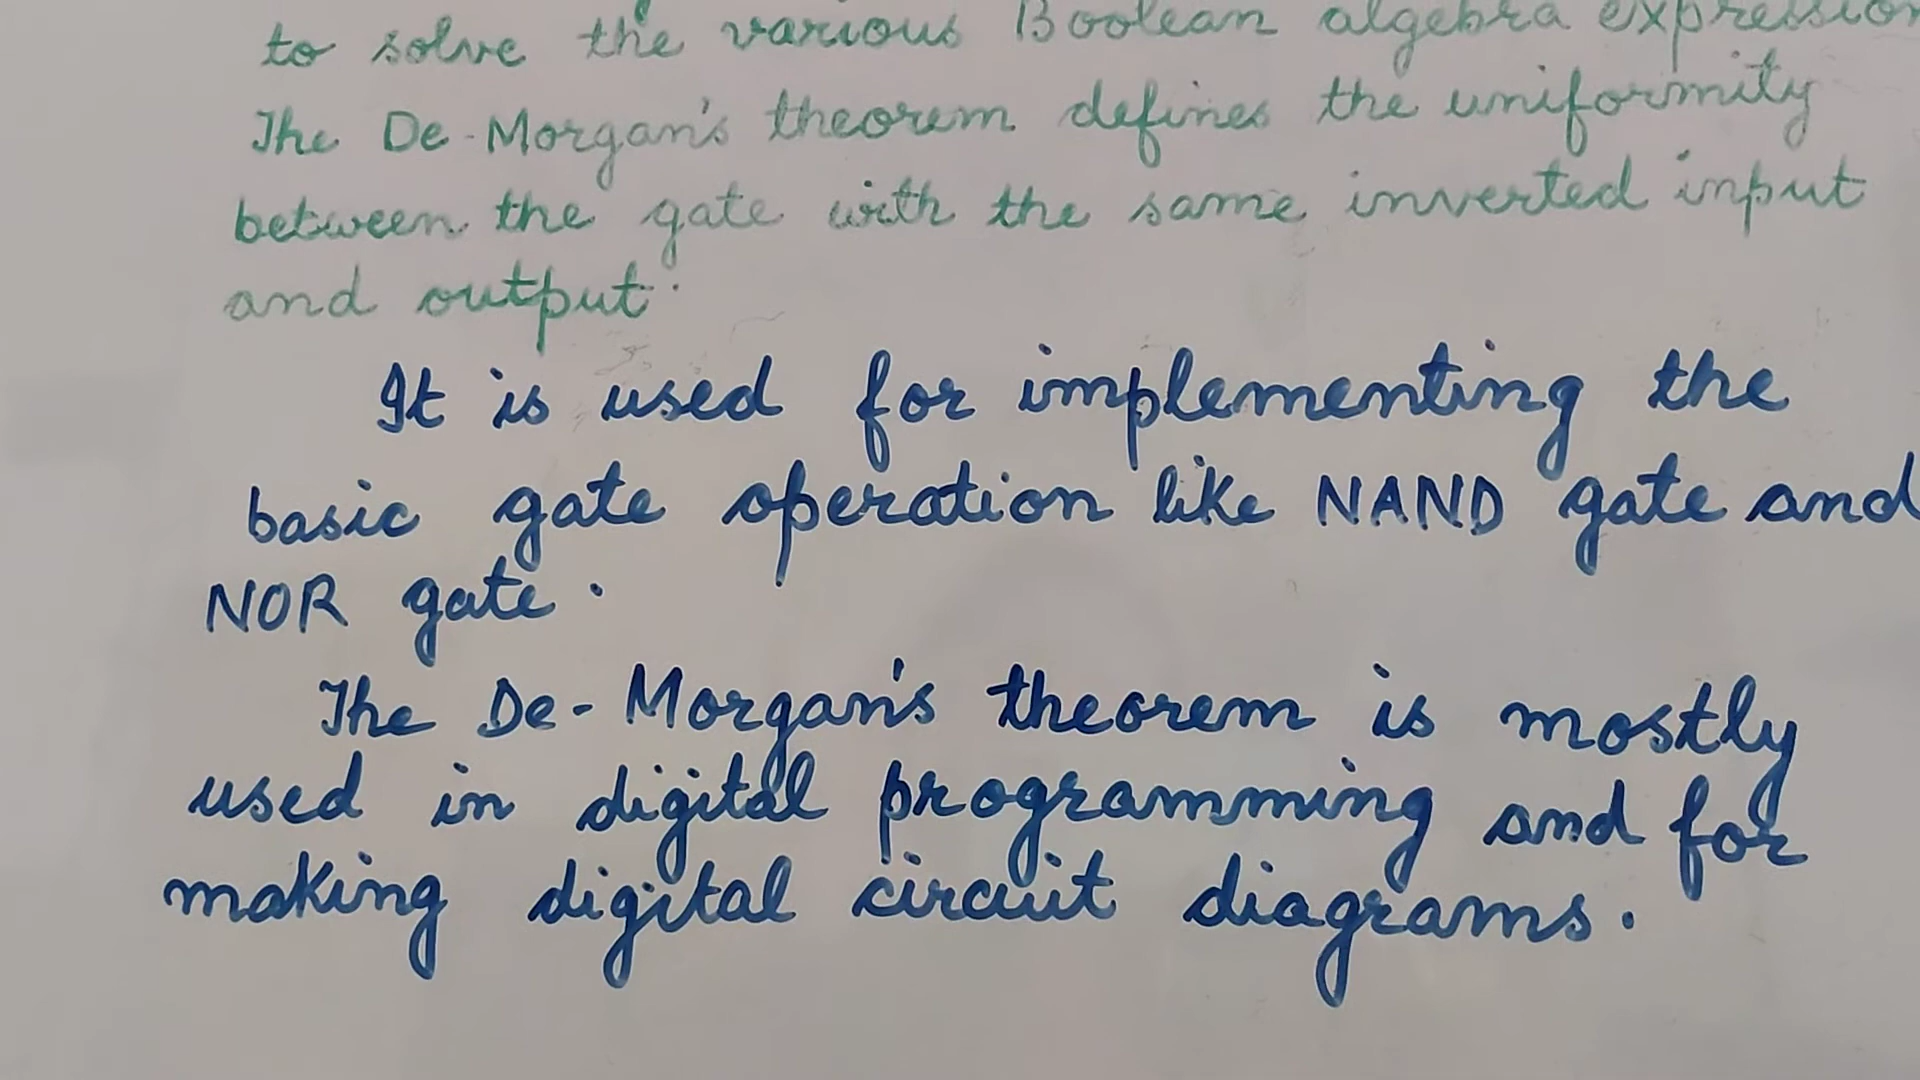 to solve the various Boolean algebra expression
The De-Morgan's theorem defines the uniformity
between the gate with the same inverted input
and output.
It is used for implementing the
basic gate operation like NAND gate and
NOR gate.
The De-Morgan's theorem is mostly
used in digital programming and for
making digital circuit diagrams.